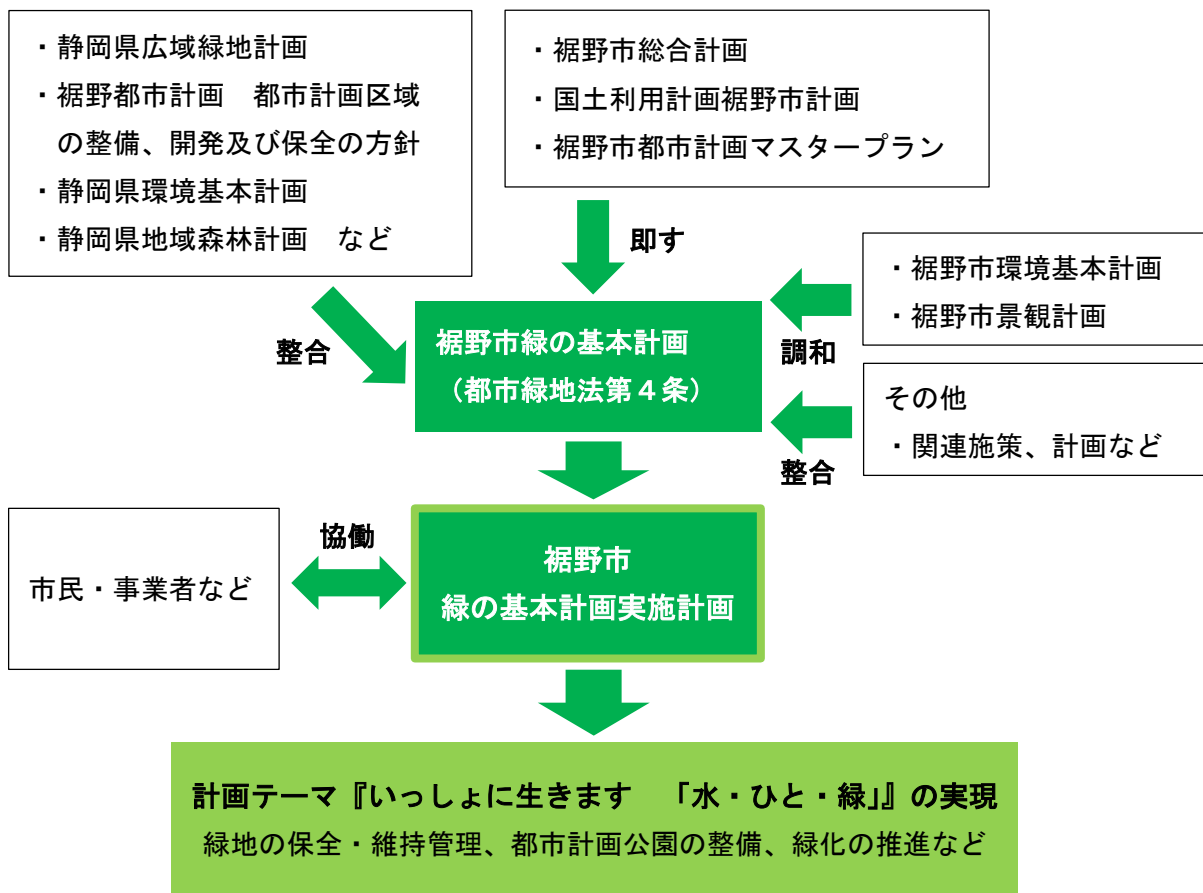 ・静岡県広域緑地計画
・裾野都市計画　都市計画区域
の整備、開発及び保全の方針
・静岡県環境基本計画
・静岡県地域森林計画　など
・裾野市総合計画
・国土利用計画裾野市計画
・裾野市都市計画マスタープラン
即す
・裾野市環境基本計画
・裾野市景観計画
整合
裾野市緑の基本計画
（都市緑地法第４条）
調和
その他
・関連施策、計画など
整合
市民・事業者など
協働
裾野市
緑の基本計画実施計画
計画テーマ『いっしょに生きます　「水・ひと・緑」』の実現
緑地の保全・維持管理、都市計画公園の整備、緑化の推進など